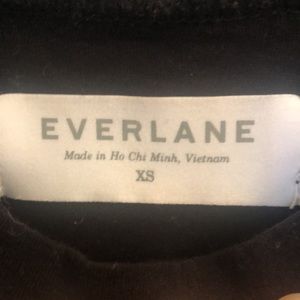 EVERLANE
Made in Ho Chi Minh, Vietnam
XS